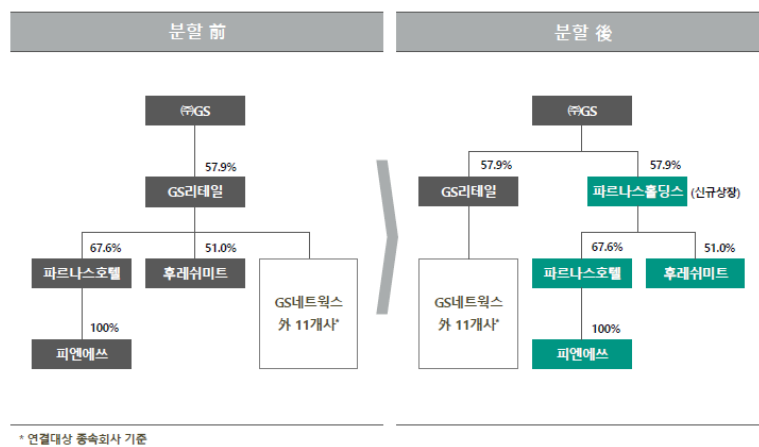 분할 前
㈜GS
57.9%
GS리테일
67.6%
51.0%
파르나스호텔
후레쉬미트
GS네트웍스
外 11개사*
100%
피엔에쓰
분할 後
㈜GS
57.9%
57.9%
GS리테일
파르나스홀딩스 (신규상장)
67.6%
51.0%
파르나스호텔
후레쉬미트
GS네트웍스
外 11개사*
100%
피엔에쓰
* 연결대상 종속회사 기준